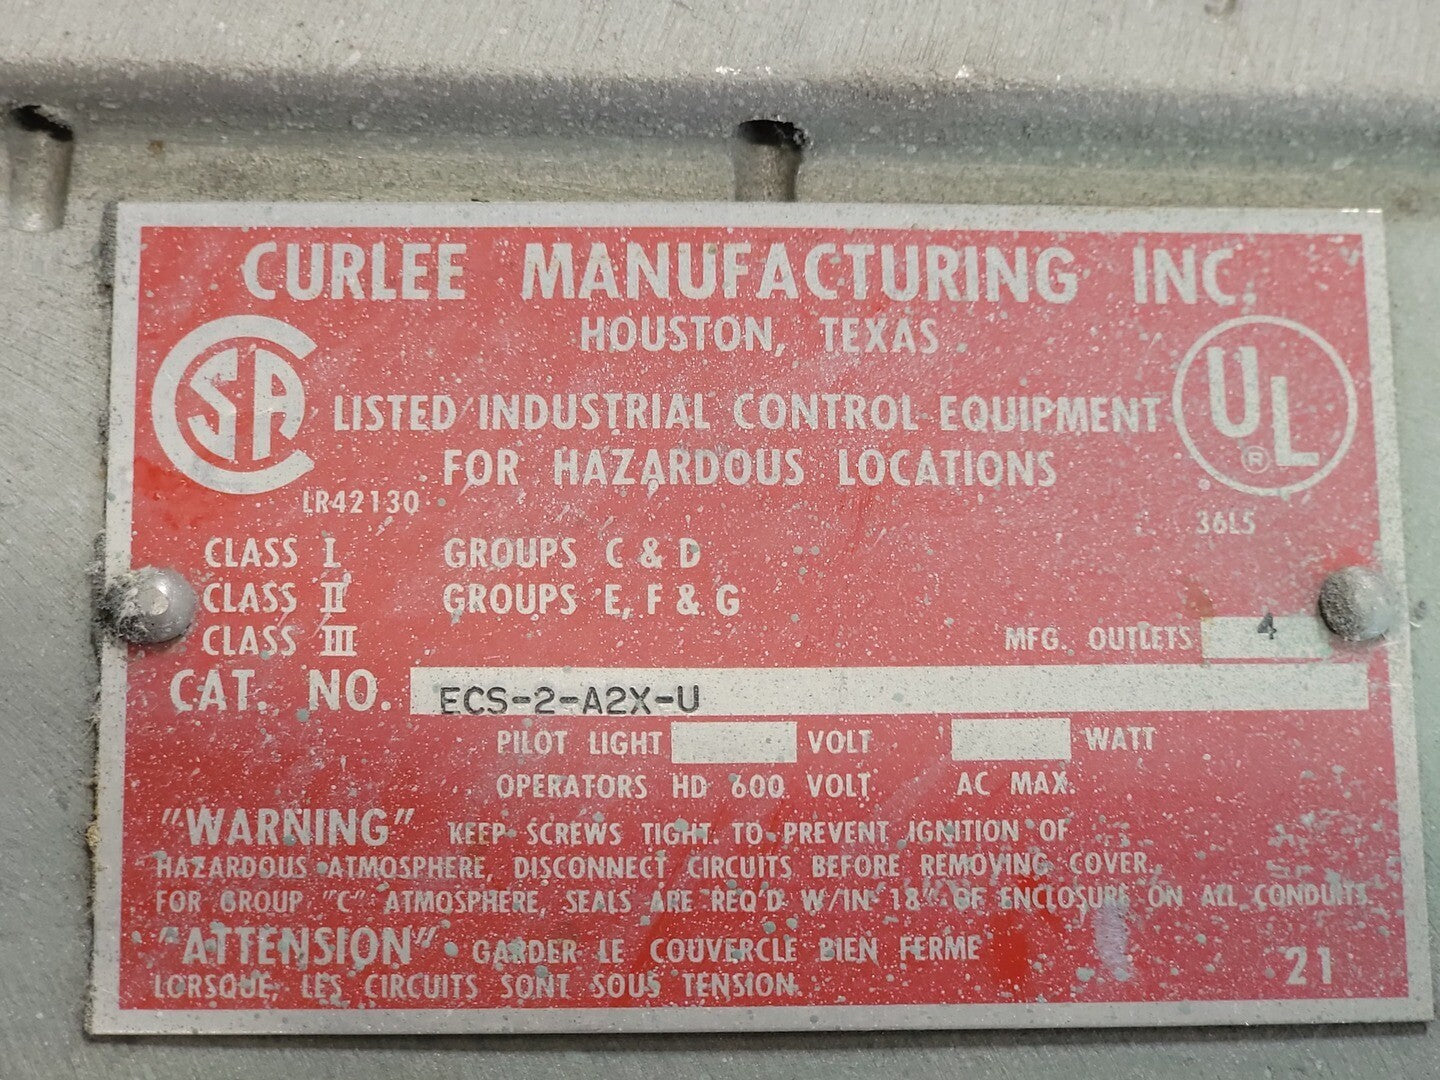 CURLEE MANUFACTURING INC.
HOUSTON, TEXAS
CSA
UL
®
LISTED INDUSTRIAL CONTROL EQUIPMENT
FOR HAZARDOUS LOCATIONS
LR42130
36L5
CLASS I GROUPS C & D
CLASS II GROUPS E, F & G
CLASS III
MFG. OUTLETS 4
CAT. NO. ECS-2-A2X-U
PILOT LIGHT VOLT WATT
OPERATORS HD 600 VOLT AC MAX.
"WARNING" KEEP SCREWS TIGHT TO PREVENT IGNITION OF
HAZARDOUS ATMOSPHERE, DISCONNECT CIRCUITS BEFORE REMOVING COVER,
FOR GROUP "C" ATMOSPHERE, SEALS ARE REQ'D W/IN 18" OF ENCLOSURE ON ALL CONDUITS
"ATTENSION" GARDER LE COUVERCLE BIEN FERME
LORSQUE, LES CIRCUITS SONT SOUS TENSION.
21